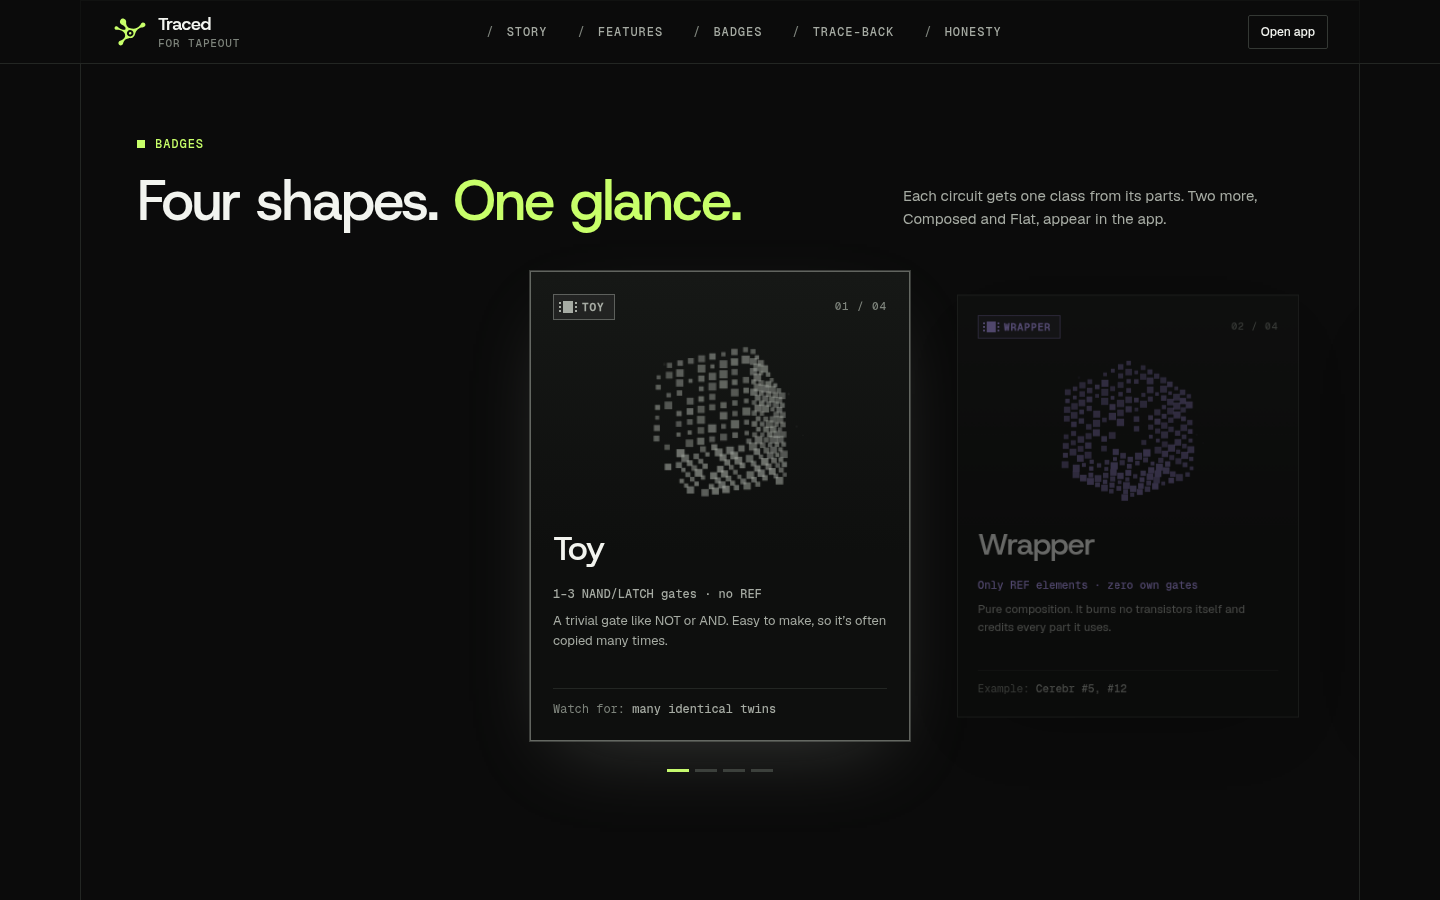 Traced
FOR TAPEOUT
/ STORY
/ FEATURES
/ BADGES
/ TRACE-BACK
/ HONESTY
Open app
BADGES
Four shapes. One glance.
Each circuit gets one class from its parts. Two more,
Composed and Flat, appear in the app.
TOY
01 / 04
Toy
1–3 NAND/LATCH gates · no REF
A trivial gate like NOT or AND. Easy to make, so it’s often
copied many times.
Watch for: many identical twins
WRAPPER
02 / 04
Wrapper
Only REF elements · zero own gates
Pure composition. It burns no transistors itself and
credits every part it uses.
Example: Cerebr #5, #12